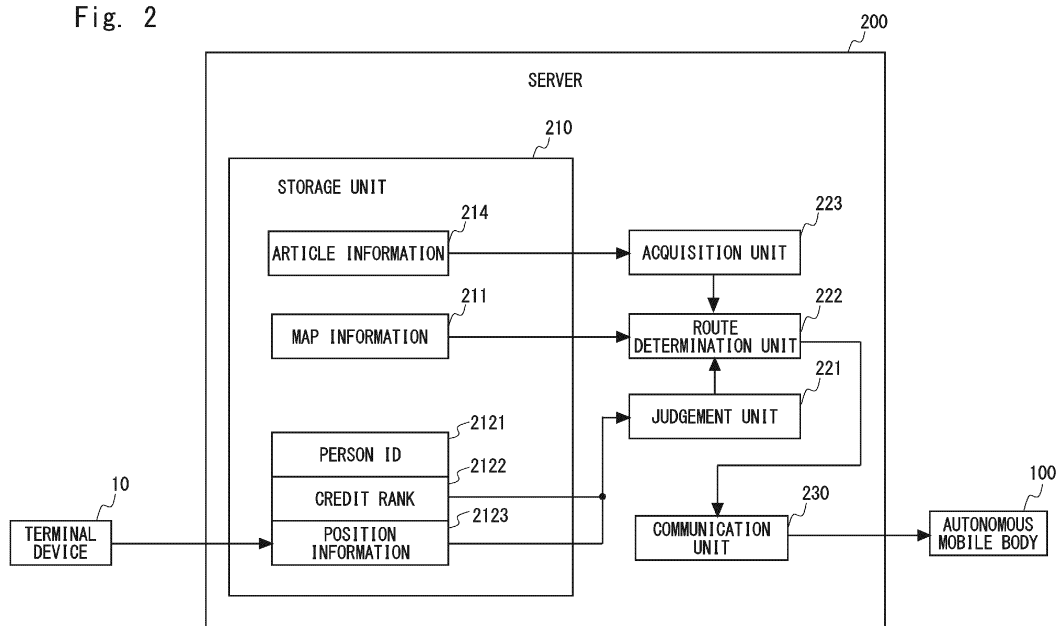 Fig. 2
200
SERVER
210
STORAGE UNIT
214
ARTICLE INFORMATION
223
ACQUISITION UNIT
211
MAP INFORMATION
222
ROUTE
DETERMINATION UNIT
221
JUDGEMENT UNIT
2121
PERSON ID
2122
CREDIT RANK
2123
POSITION
INFORMATION
10
TERMINAL
DEVICE
230
COMMUNICATION
UNIT
100
AUTONOMOUS
MOBILE BODY